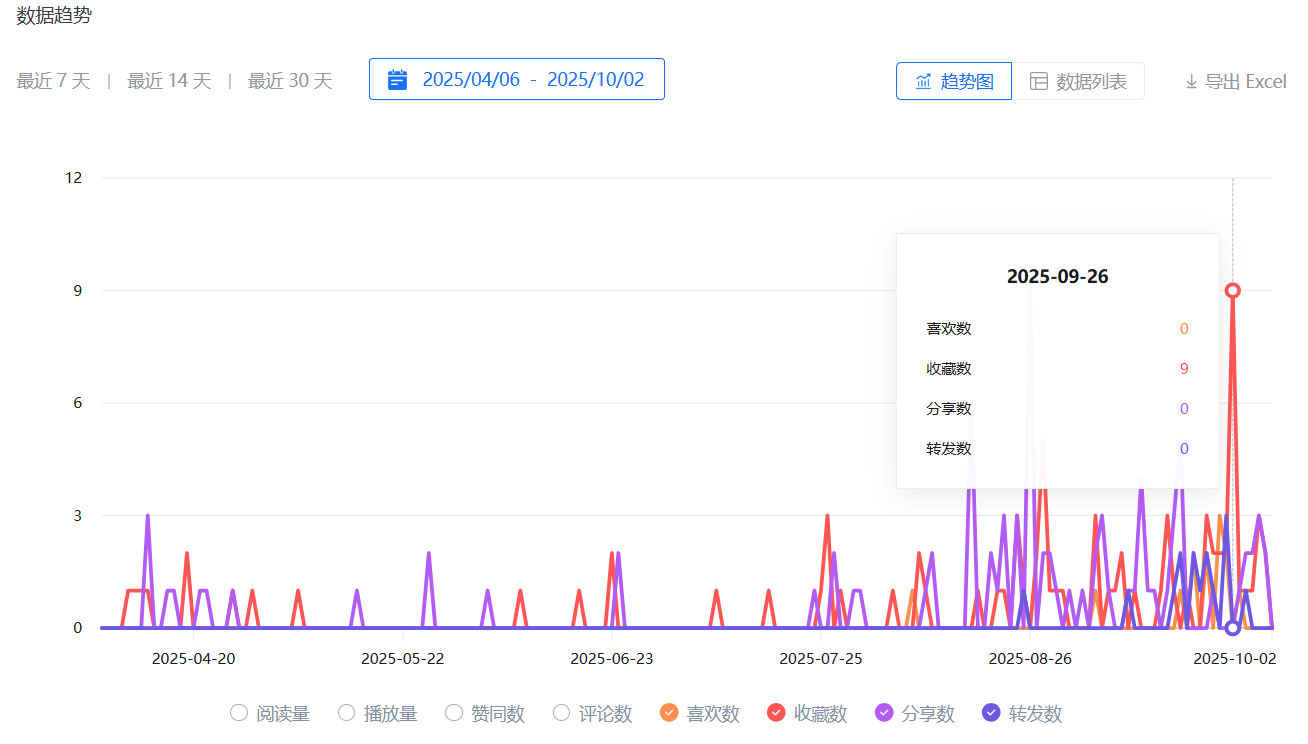 数据趋势
最近 7 天 | 最近 14 天 | 最近 30 天 2025/04/06 - 2025/10/02 趋势图 数据列表 导出 Excel
12
9
6
3
0
2025-09-26
喜欢数 0
收藏数 9
分享数 0
转发数 0
2025-04-20 2025-05-22 2025-06-23 2025-07-25 2025-08-26 2025-10-02
阅读量 播放量 赞同数 评论数 喜欢数 收藏数 分享数 转发数